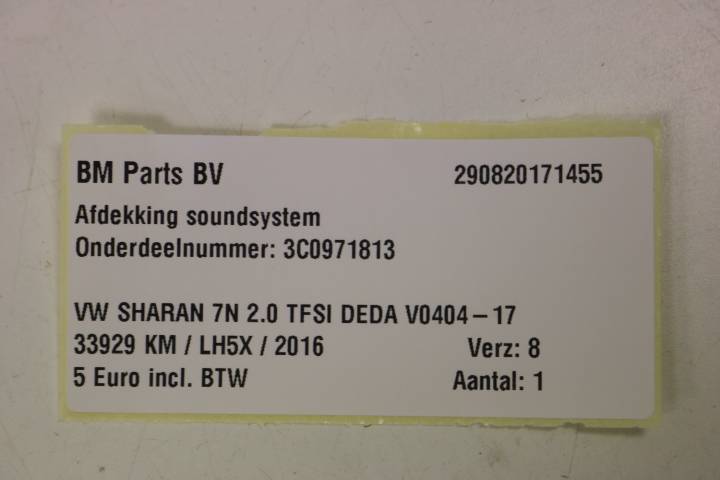 BM Parts BV 290820171455
Afdekking soundsystem
Onderdeelnummer: 3C0971813
VW SHARAN 7N 2.0 TFSI DEDA V0404-17
33929 KM / LH5X / 2016 Verz: 8
5 Euro incl. BTW Aantal: 1